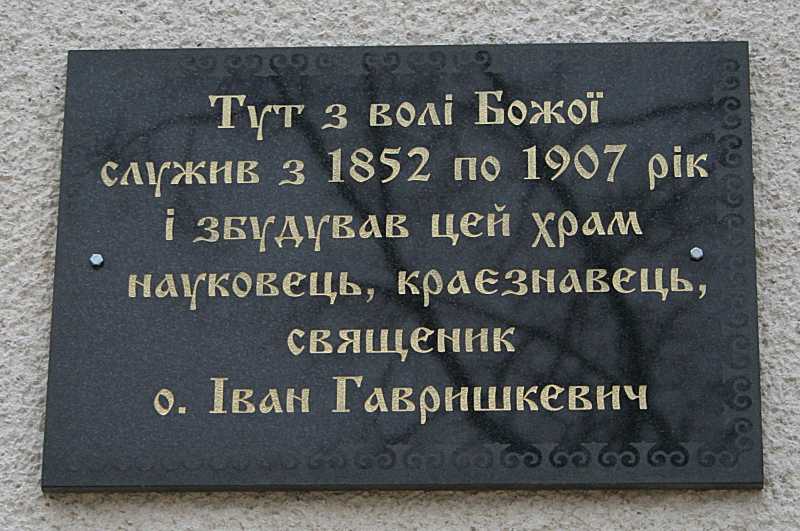 Тут з волі Божої
служив з 1852 по 1907 рік
і збудував цей храм
науковець, краєзнавець,
священик
о. Іван Гавришкевич